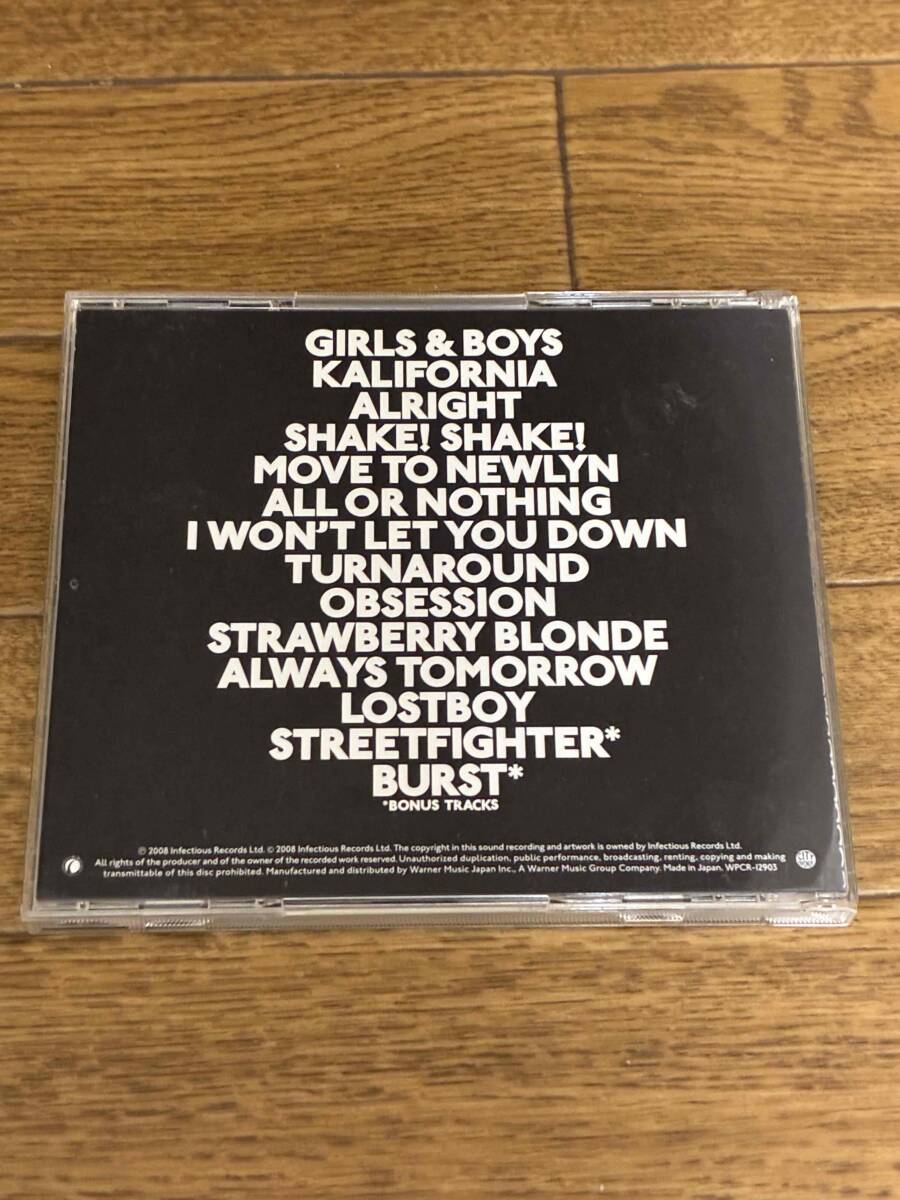 GIRLS & BOYS
KALIFORNIA
ALRIGHT
SHAKE! SHAKE!
MOVE TO NEWLYN
ALL OR NOTHING
I WON'T LET YOU DOWN
TURNAROUND
OBSESSION
STRAWBERRY BLONDE
ALWAYS TOMORROW
LOSTBOY
STREETFIGHTER*
BURST*
*BONUS TRACKS
℗ 2008 Infectious Records Ltd. © 2008 Infectious Records Ltd. The copyright in this sound recording and artwork is owned by Infectious Records Ltd.
All rights of the producer and of the owner of the recorded work reserved. Unauthorized duplication, public performance, broadcasting, renting, copying and making
transmittable of this disc prohibited. Manufactured and distributed by Warner Music Japan Inc., A Warner Music Group Company. Made in Japan. WPCR-12903